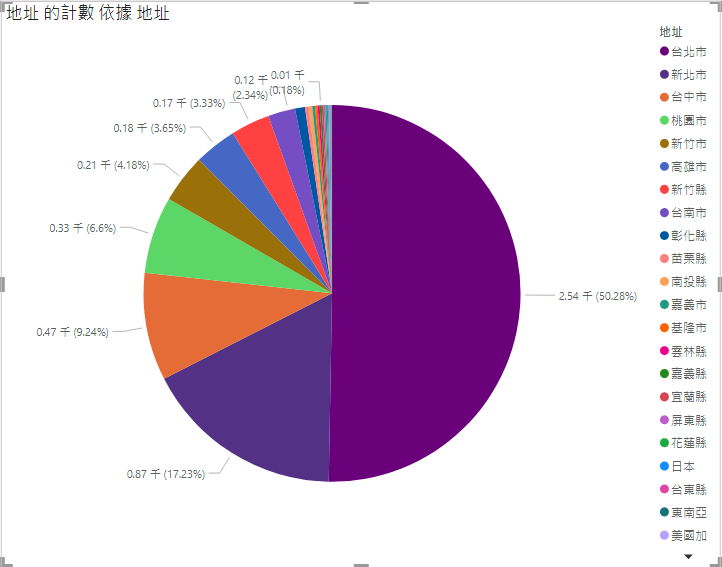 地址 的計數 依據 地址
地址
台北市
新北市
台中市
桃園市
新竹市
高雄市
新竹縣
台南市
彰化縣
苗栗縣
南投縣
嘉義市
基隆市
雲林縣
嘉義縣
宜蘭縣
屏東縣
花蓮縣
日本
台東縣
東南亞
美國加
0.12 千
(2.34%)
0.01 千
(0.18%)
0.17 千 (3.33%)
0.18 千 (3.65%)
0.21 千 (4.18%)
0.33 千 (6.6%)
0.47 千 (9.24%)
0.87 千 (17.23%)
2.54 千 (50.28%)